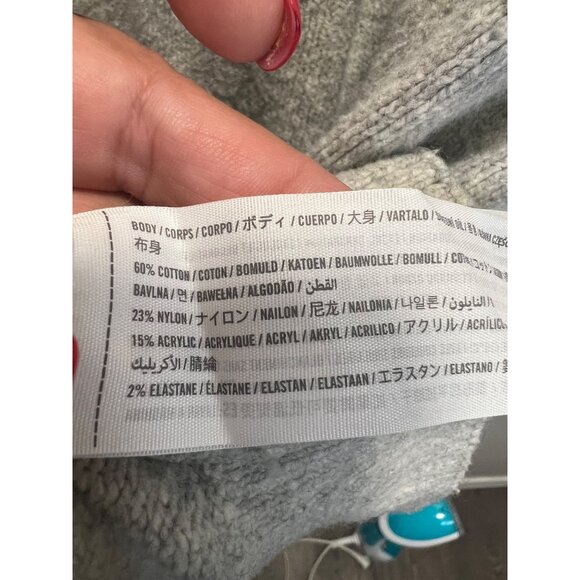 BODY / CORPS / CORPO / ボディ / CUERPO / 大身 / VARTALO /
布身
60% COTTON / COTON / BOMULD / KATOEN / BAUMWOLLE / BOMULL /
BAVLNA / 면 / BAWEŁNA / ALGODÃO / القطن
23% NYLON / ナイロン / NAILON / 尼龙 / NAILONIA / 나일론 / النايلون /
15% ACRYLIC / ACRYLIQUE / ACRYL / AKRYL / ACRILICO / アクリル / ACRÍLICO
الأكريليك / 腈綸
2% ELASTANE / ÉLASTANE / ELASTAN / ELASTAAN / エラスタン / ELASTANO /